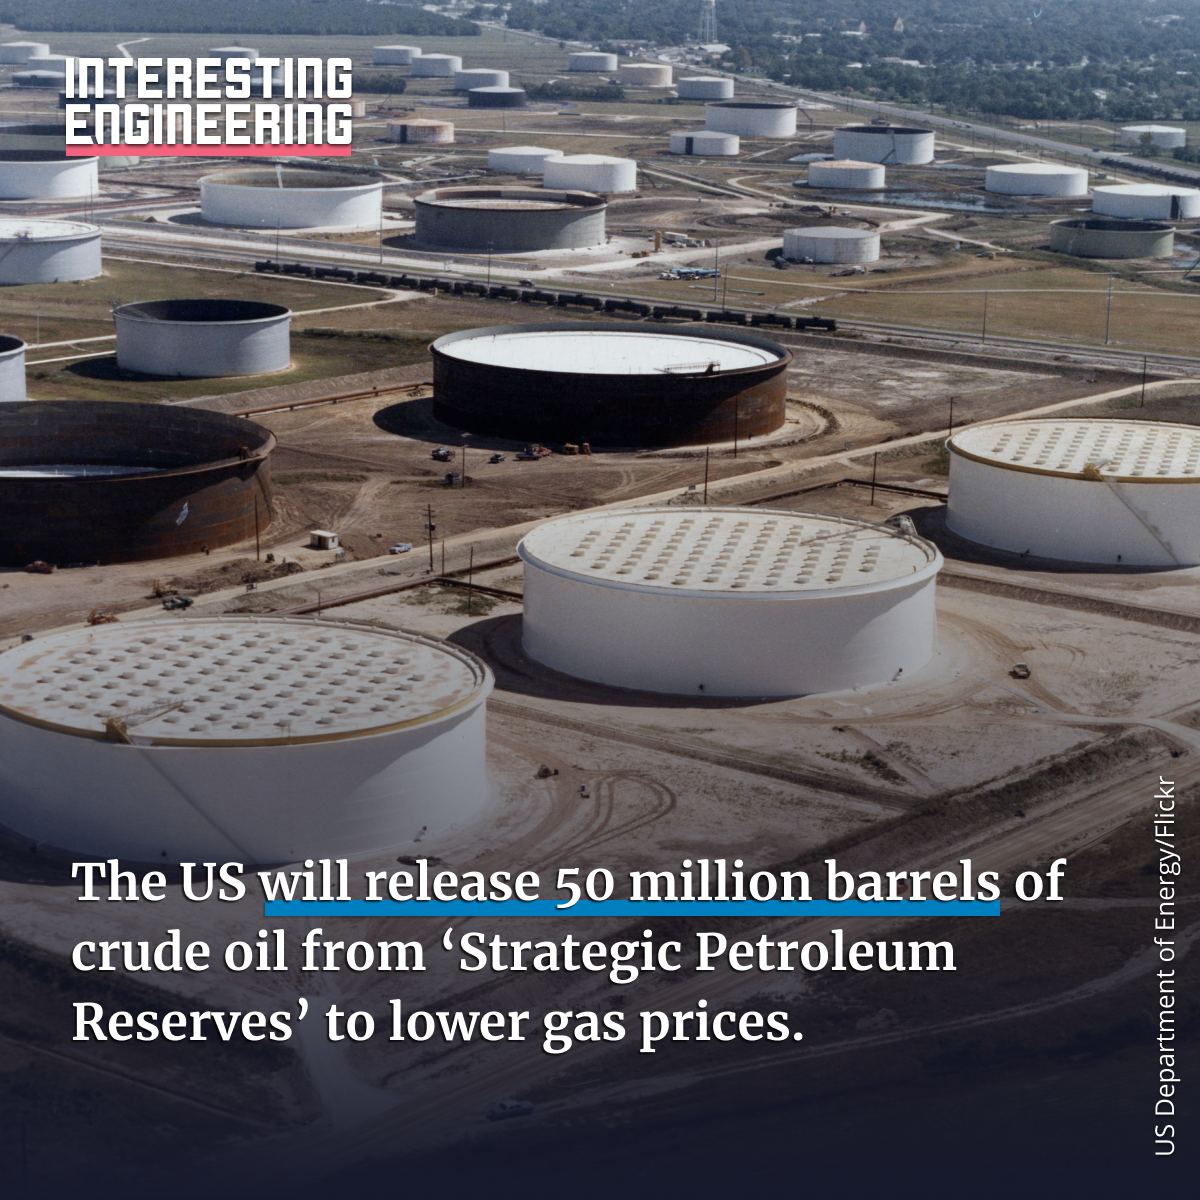 INTERESTING
ENGINEERING
The US will release 50 million barrels of
crude oil from ‘Strategic Petroleum
Reserves’ to lower gas prices.
US Department of Energy/Flickr